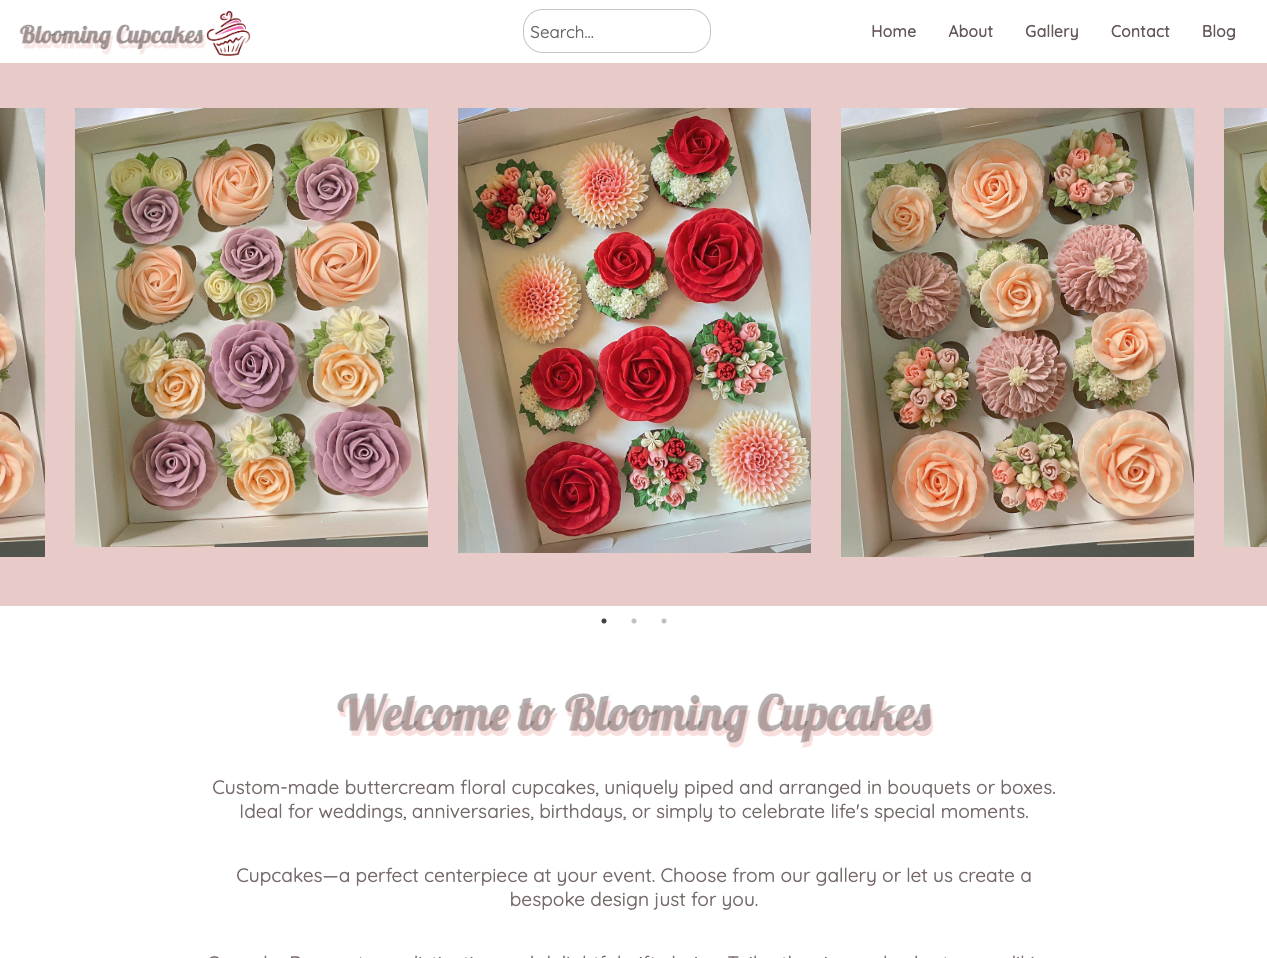 Blooming Cupcakes
Search...
Home
About
Gallery
Contact
Blog
Welcome to Blooming Cupcakes
Custom-made buttercream floral cupcakes, uniquely piped and arranged in bouquets or boxes.
Ideal for weddings, anniversaries, birthdays, or simply to celebrate life's special moments.
Cupcakes—a perfect centerpiece at your event. Choose from our gallery or let us create a
bespoke design just for you.